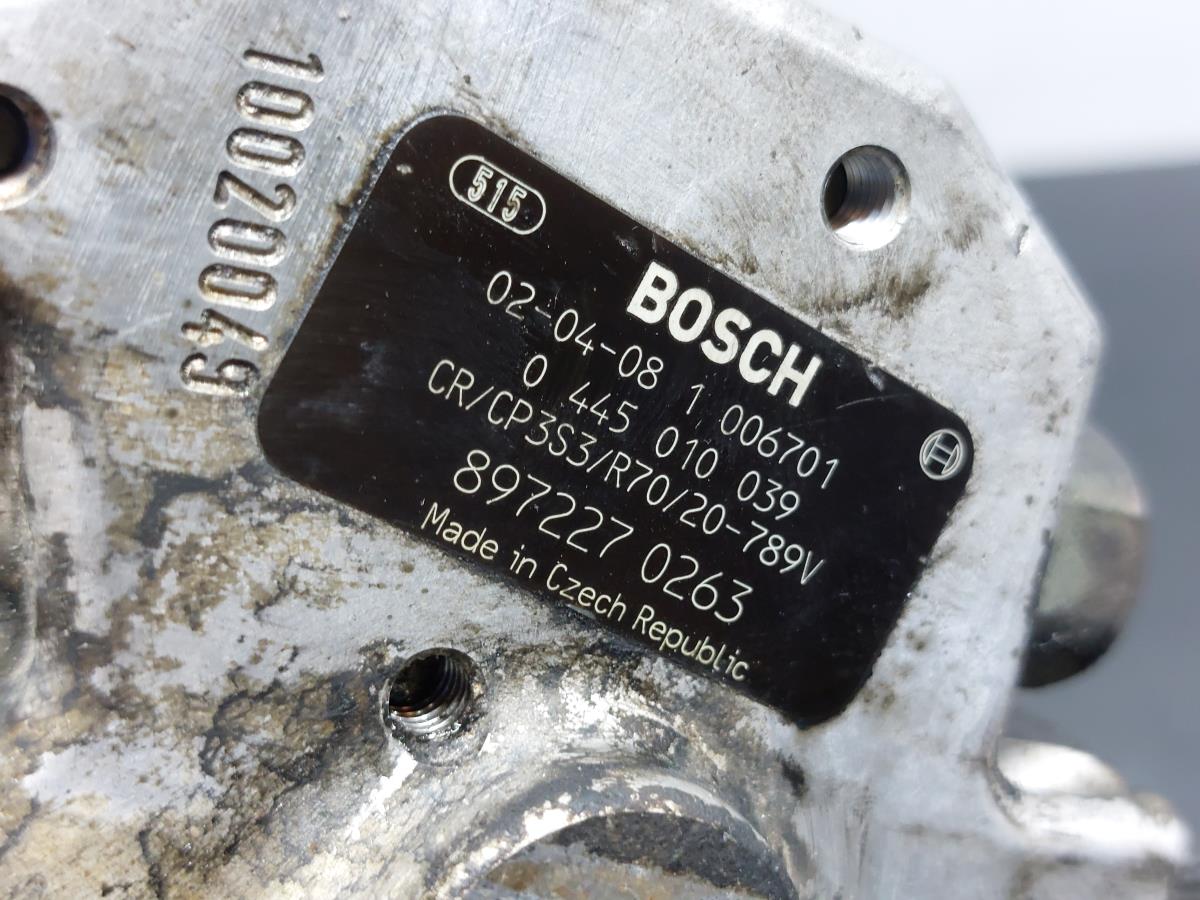 10020049
515
BOSCH
02-04-08 1 006701
0 445 010 039
CR/CP3S3/R70/20-789V
897227 0263
Made in Czech Republic